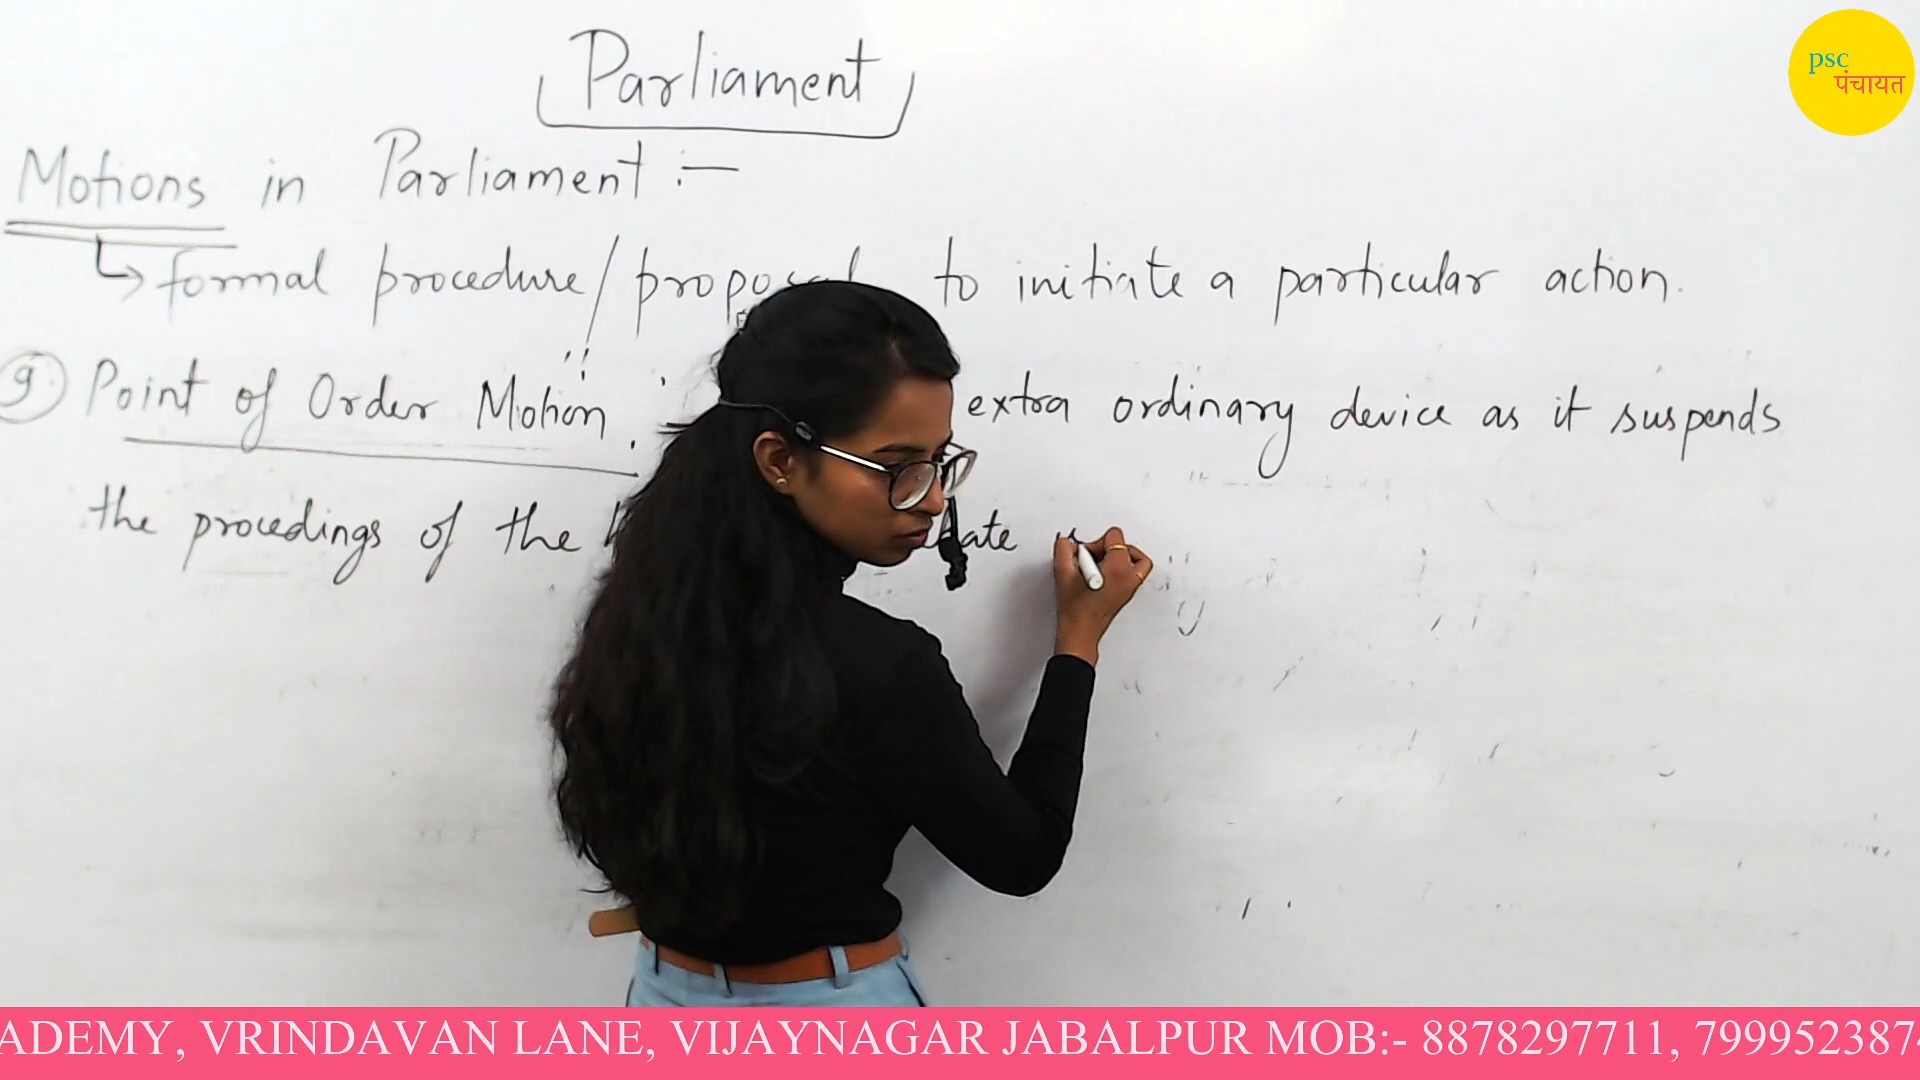 Parliament
psc
पंचायत
Motions in Parliament :-
↳ formal procedure/proposal to initiate a particular action.
9) Point of Order Motion. extra ordinary device as it suspends
the procedings of the
ADEMY, VRINDAVAN LANE, VIJAYNAGAR JABALPUR MOB:- 8878297711, 799952387